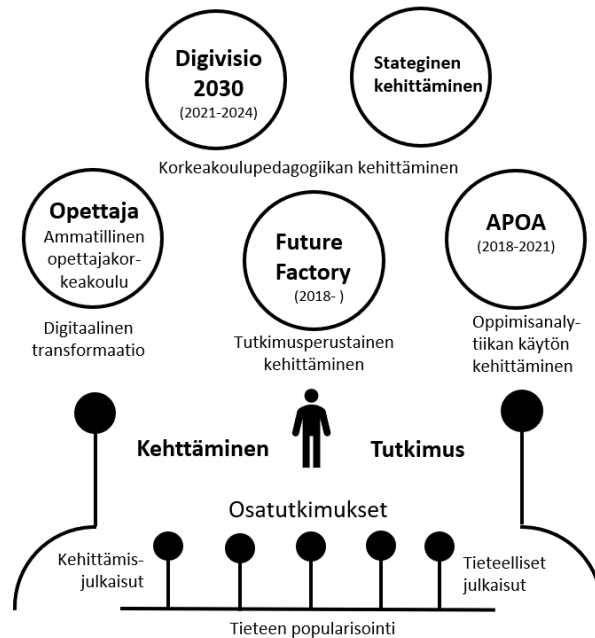 Digivisio
2030
(2021-2024)
Stateginen
kehittäminen
Korkeakoulupedagogiikan kehittäminen
Opettaja
Ammatillinen
opettajakor-
keakoulu
Future
Factory
(2018- )
APOA
(2018-2021)
Digitaalinen
transformaatio
Tutkimusperustainen
kehittäminen
Oppimisanaly-
tiikan käytön
kehittäminen
Kehttäminen
Tutkimus
Osatutkimukset
Kehittämis-
julkaisut
Tieteelliset
julkaisut
Tieteen popularisointi